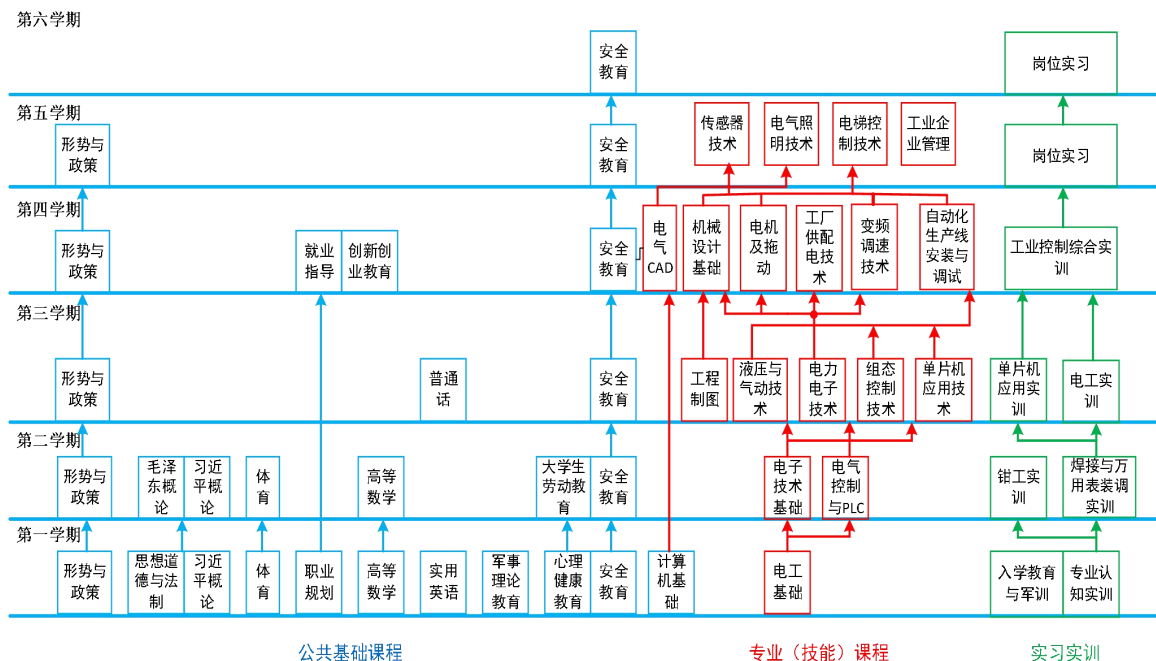 第六学期
安全
教育
岗位实习
第五学期
形势与
政策
安全
教育
传感器
技术
电气照
明技术
电梯控
制技术
工业企
业管理
岗位实习
第四学期
形势与
政策
就业
指导
创新创
业教育
安全
教育
电
气
CAD
机械
设计
基础
电机
及拖
动
工厂
供配
电技
术
变频
调速
技术
自动化
生产线
安装与
调试
工业控制综合实
训
第三学期
形势与
政策
普通
话
安全
教育
工程
制图
液压与
气动技
术
电力
电子
技术
组态
控制
技术
单片机
应用技
术
单片机
应用实
训
电工实
训
第二学期
形势与
政策
毛泽
东概
论
习近
平概
论
体
育
高等
数学
大学生
劳动教
育
安全
教育
电子
技术
基础
电气
控制
与PLC
钳工实
训
焊接与万
用表装调
实训
第一学期
形势与
政策
思想道
德与法
制
习近
平概
论
体
育
职业
规划
高等
数学
实用
英语
军事
理论
教育
心理
健康
教育
安全
教育
计算
机基
础
电工
基础
入学教育
与军训
专业认
知实训
公共基础课程
专业（技能）课程
实习实训